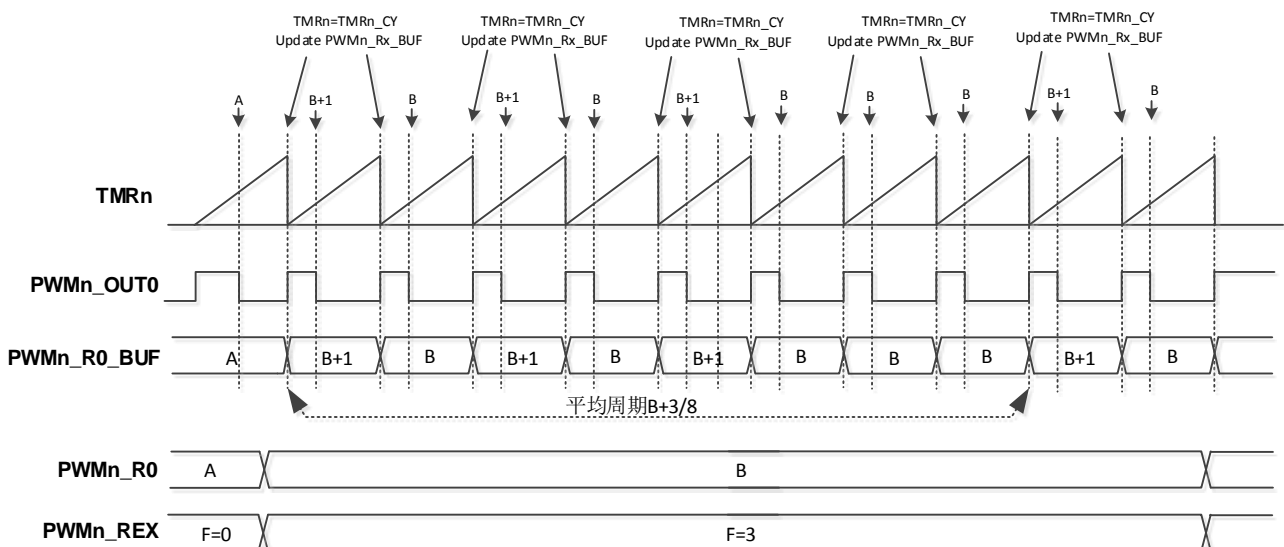 TMRn=TMRn_CY
Update PWMn_Rx_BUF
TMRn=TMRn_CY
Update PWMn_Rx_BUF
TMRn=TMRn_CY
Update PWMn_Rx_BUF
TMRn=TMRn_CY
Update PWMn_Rx_BUF
TMRn=TMRn_CY
Update PWMn_Rx_BUF
A B+1 B B+1 B B+1 B B B B+1 B
TMRn
PWMn_OUT0
PWMn_R0_BUF A B+1 B B+1 B B+1 B B B B+1 B
平均周期B+3/8
PWMn_R0 A B
PWMn_REX F=0 F=3